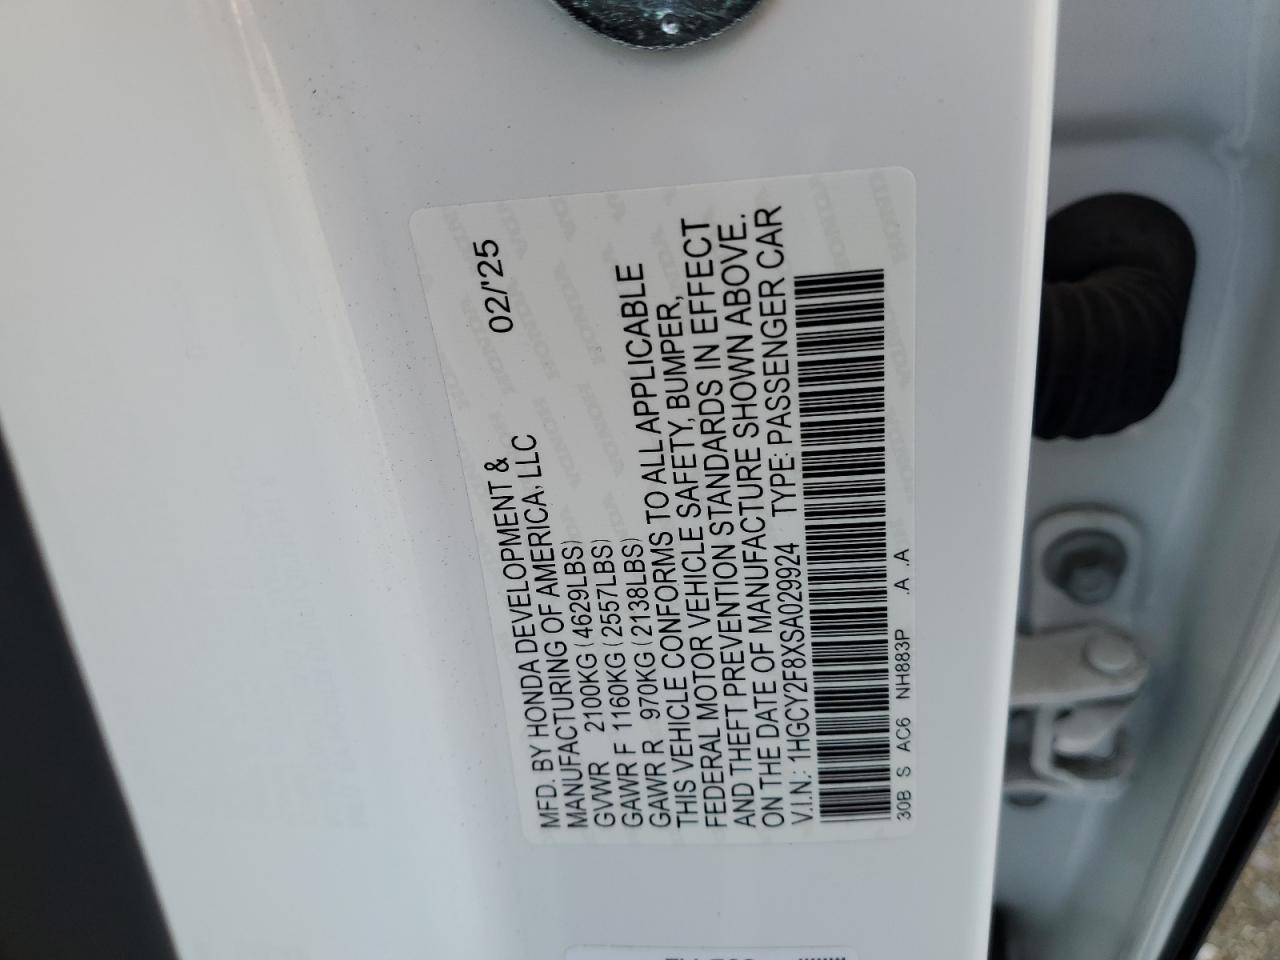 MFD. BY HONDA DEVELOPMENT & 02/'25
MANUFACTURING OF AMERICA, LLC
GVWR 2100KG (4629LBS)
GAWR F 1160KG (2557LBS)
GAWR R 970KG (2138LBS)
THIS VEHICLE CONFORMS TO ALL APPLICABLE
FEDERAL MOTOR VEHICLE SAFETY, BUMPER,
AND THEFT PREVENTION STANDARDS IN EFFECT
ON THE DATE OF MANUFACTURE SHOWN ABOVE.
V.I.N.: 1HGCY2F8XSA029924 TYPE: PASSENGER CAR
30B S AC6 NH883P .A .A